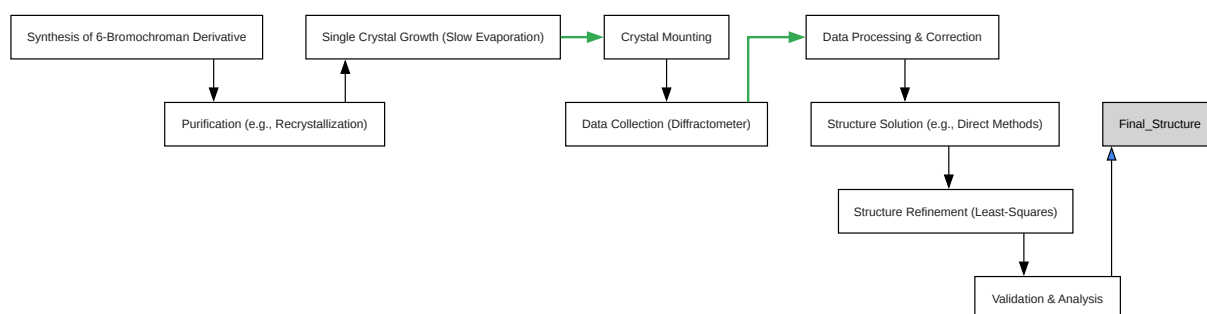 Synthesis of 6-Bromochroman Derivative
Purification (e.g., Recrystallization)
Single Crystal Growth (Slow Evaporation)
Crystal Mounting
Data Collection (Diffractometer)
Data Processing & Correction
Structure Solution (e.g., Direct Methods)
Structure Refinement (Least-Squares)
Validation & Analysis
Final_Structure